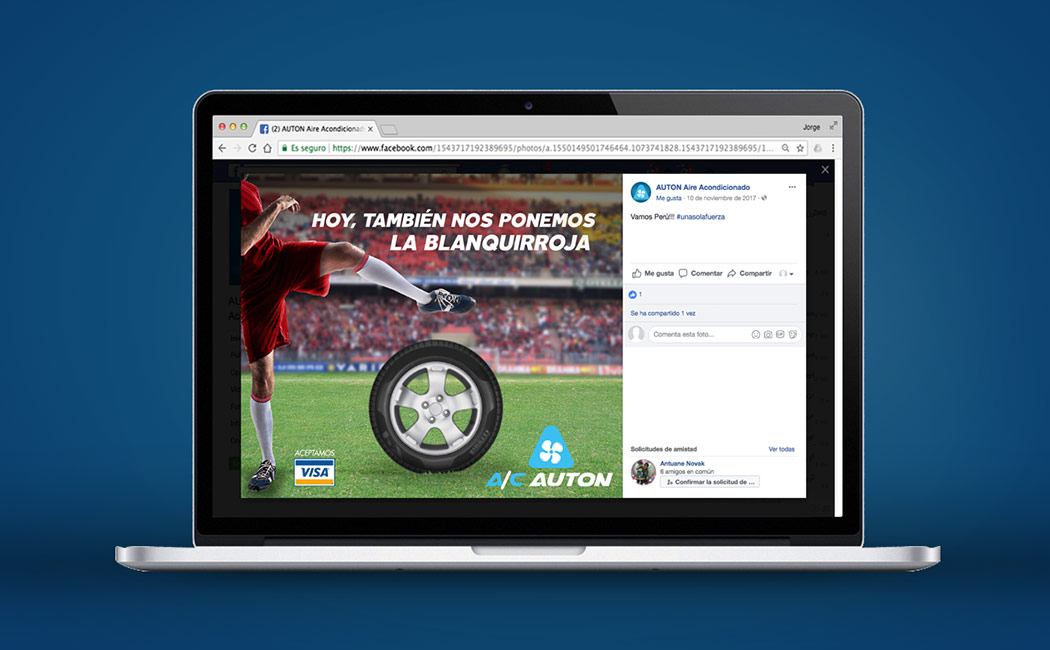 (2) AUTON Aire Acondicionad
Jorge
Es seguro | https://www.facebook.com/1543717192389695/photos/a.1550149501746464.1073741828.1543717192389695/1...
HOY, TAMBIÉN NOS PONEMOS
LA BLANQUIRROJA
ACEPTAMOS
VISA
A/C AUTON
AUTON Aire Acondicionado
Me gusta · 10 de noviembre de 2017 ·
Vamos Perú!!! #unasolafuerza
Me gusta Comentar Compartir
1
Se ha compartido 1 vez
Comenta esta foto...
Solicitudes de amistad Ver todas
Antuane Novak
6 amigos en común
Confirmar la solicitud de ...